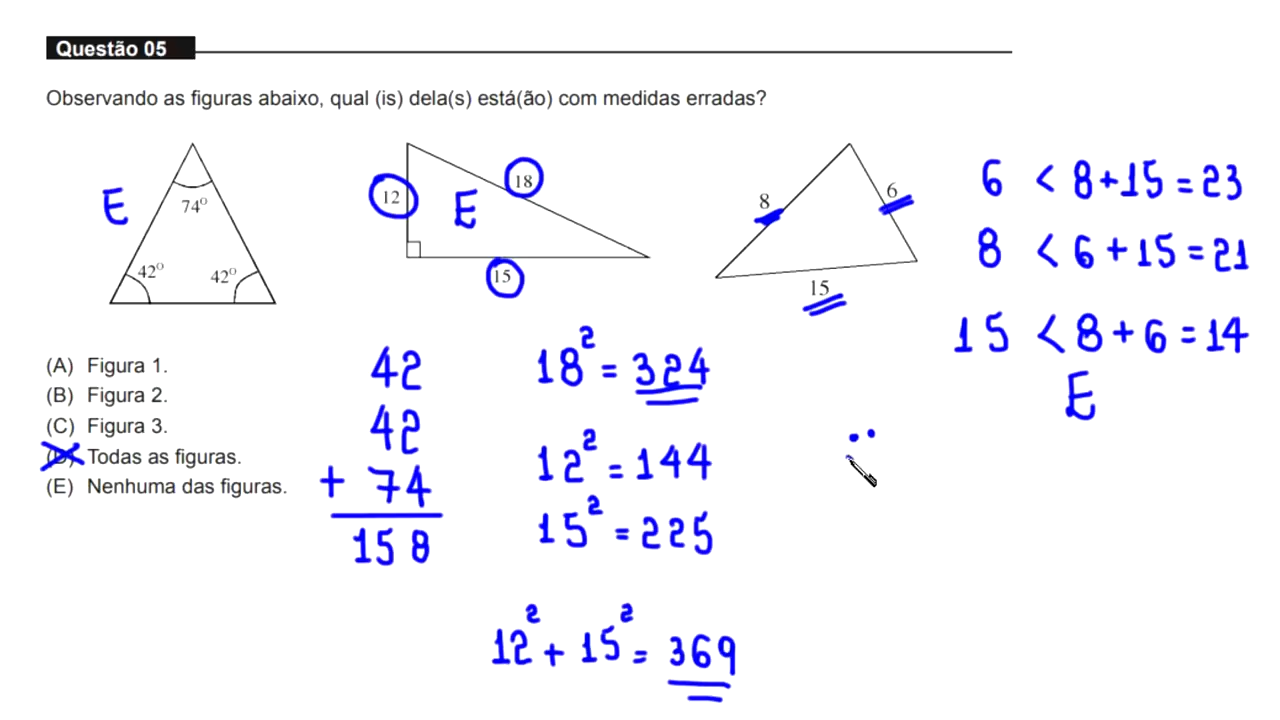 Questão 05
Observando as figuras abaixo, qual (is) dela(s) está(ão) com medidas erradas?
E
74°
42°
42°
12
18
E
15
8
6
15
6 < 8+15 = 23
8 < 6+15 = 21
15 < 8+6 = 14
E
(A) Figura 1.
(B) Figura 2.
(C) Figura 3.
(D) Todas as figuras.
(E) Nenhuma das figuras.
42
42
+ 74
158
18² = 324
12² = 144
15² = 225
12² + 15² = 369